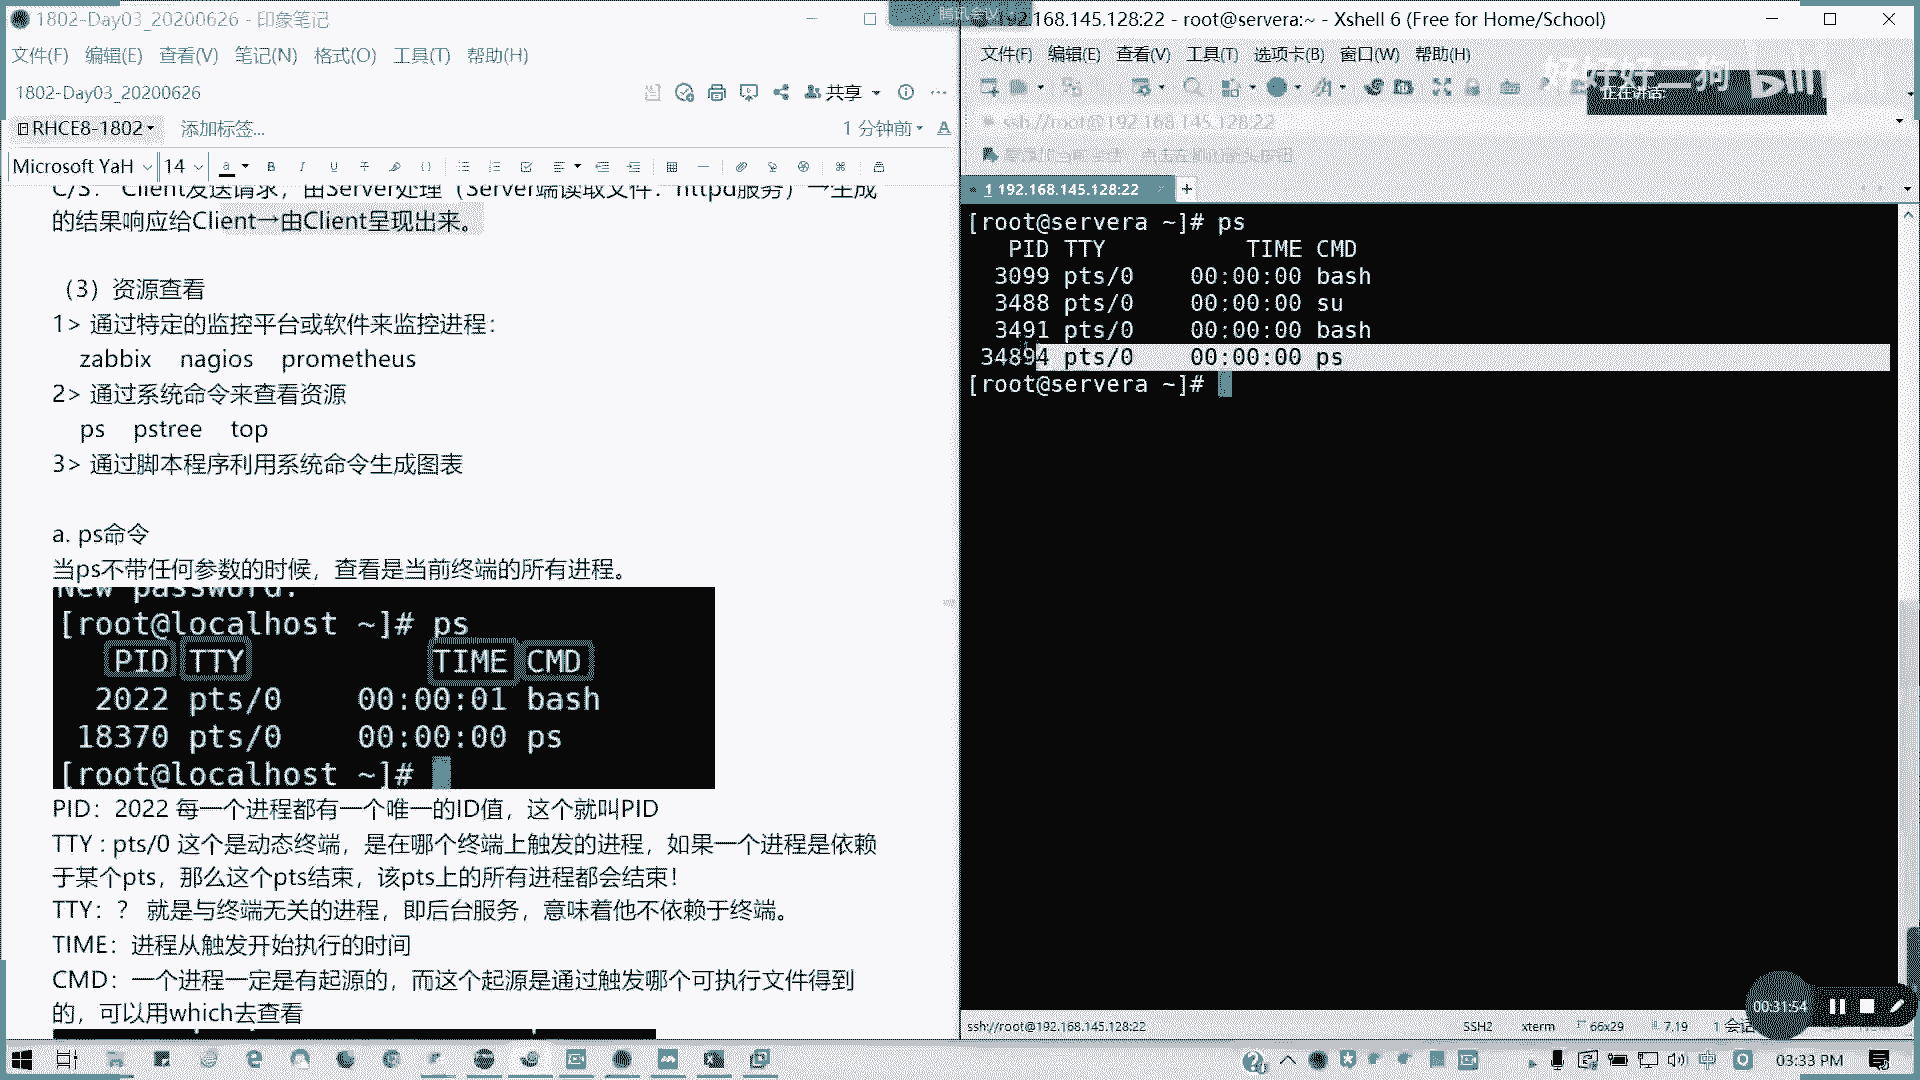 1802-Day03_20200626 - 印象笔记
文件(F) 编辑(E) 查看(V) 笔记(N) 格式(O) 工具(T) 帮助(H)
1802-Day03_20200626
共享
RHCE8-1802
添加标签...
1 分钟前
Microsoft YaH 14
C/S： Client发送请求，由Server处理（Server端读取文件：httpd服务）→生成
的结果响应给Client→由Client呈现出来。
（3）资源查看
1> 通过特定的监控平台或软件来监控进程：
zabbix nagios prometheus
2> 通过系统命令来查看资源
ps pstree top
3> 通过脚本程序利用系统命令生成图表
a. ps命令
当ps不带任何参数的时候，查看是当前终端的所有进程。
New password:
[root@localhost ~]# ps
PID TTY TIME CMD
2022 pts/0 00:00:01 bash
18370 pts/0 00:00:00 ps
[root@localhost ~]#
PID：2022 每一个进程都有一个唯一的ID值，这个就叫PID
TTY : pts/0 这个是动态终端，是在哪个终端上触发的进程，如果一个进程是依赖
于某个pts，那么这个pts结束，该pts上的所有进程都会结束！
TTY：？ 就是与终端无关的进程，即后台服务，意味着他不依赖于终端。
TIME：进程从触发开始执行的时间
CMD：一个进程一定是有起源的，而这个起源是通过触发哪个可执行文件得到
的，可以用which去查看
192.168.145.128:22 - root@servera:~ - Xshell 6 (Free for Home/School)
文件(F) 编辑(E) 查看(V) 工具(T) 选项卡(B) 窗口(W) 帮助(H)
好好好二狗
正在讲话:
ssh://root@192.168.145.128:22
要添加当前会话，点击左侧的箭头按钮
1 192.168.145.128:22
[root@servera ~]# ps
PID TTY TIME CMD
3099 pts/0 00:00:00 bash
3488 pts/0 00:00:00 su
3491 pts/0 00:00:00 bash
34894 pts/0 00:00:00 ps
[root@servera ~]#
00:31:54
ssh://root@192.168.145.128:22 SSH2 xterm 66x29 7,19 1 会话
03:33 PM